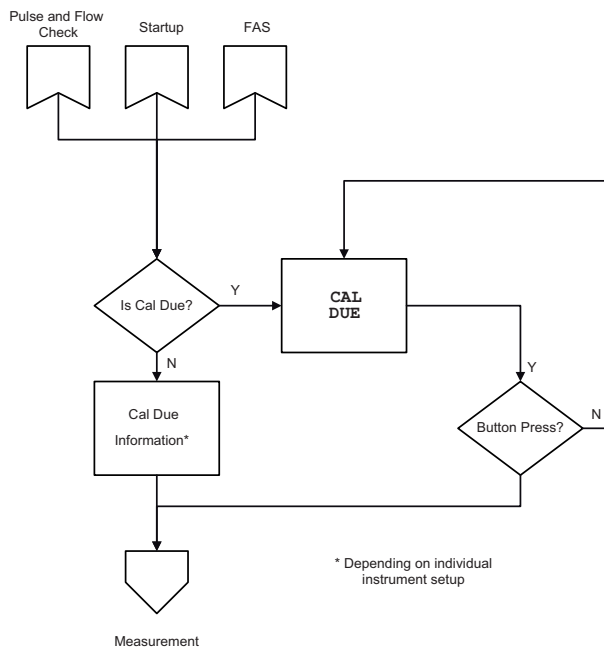 Pulse and Flow
Check
Startup
FAS
Is Cal Due?
Y
CAL
DUE
N
Y
Cal Due
Information*
Button Press?
N
* Depending on individual
instrument setup
Measurement